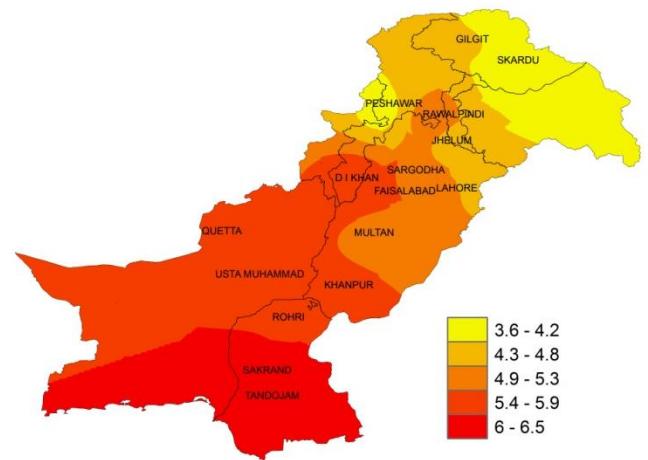 GILGIT
SKARDU
PESHAWAR
RAWALPINDI
JHELUM
SARGODHA
D I KHAN
FAISALABAD
LAHORE
QUETTA
MULTAN
USTA MUHAMMAD
KHANPUR
ROHRI
SAKRAND
TANDOJAM
3.6 - 4.2
4.3 - 4.8
4.9 - 5.3
5.4 - 5.9
6 - 6.5